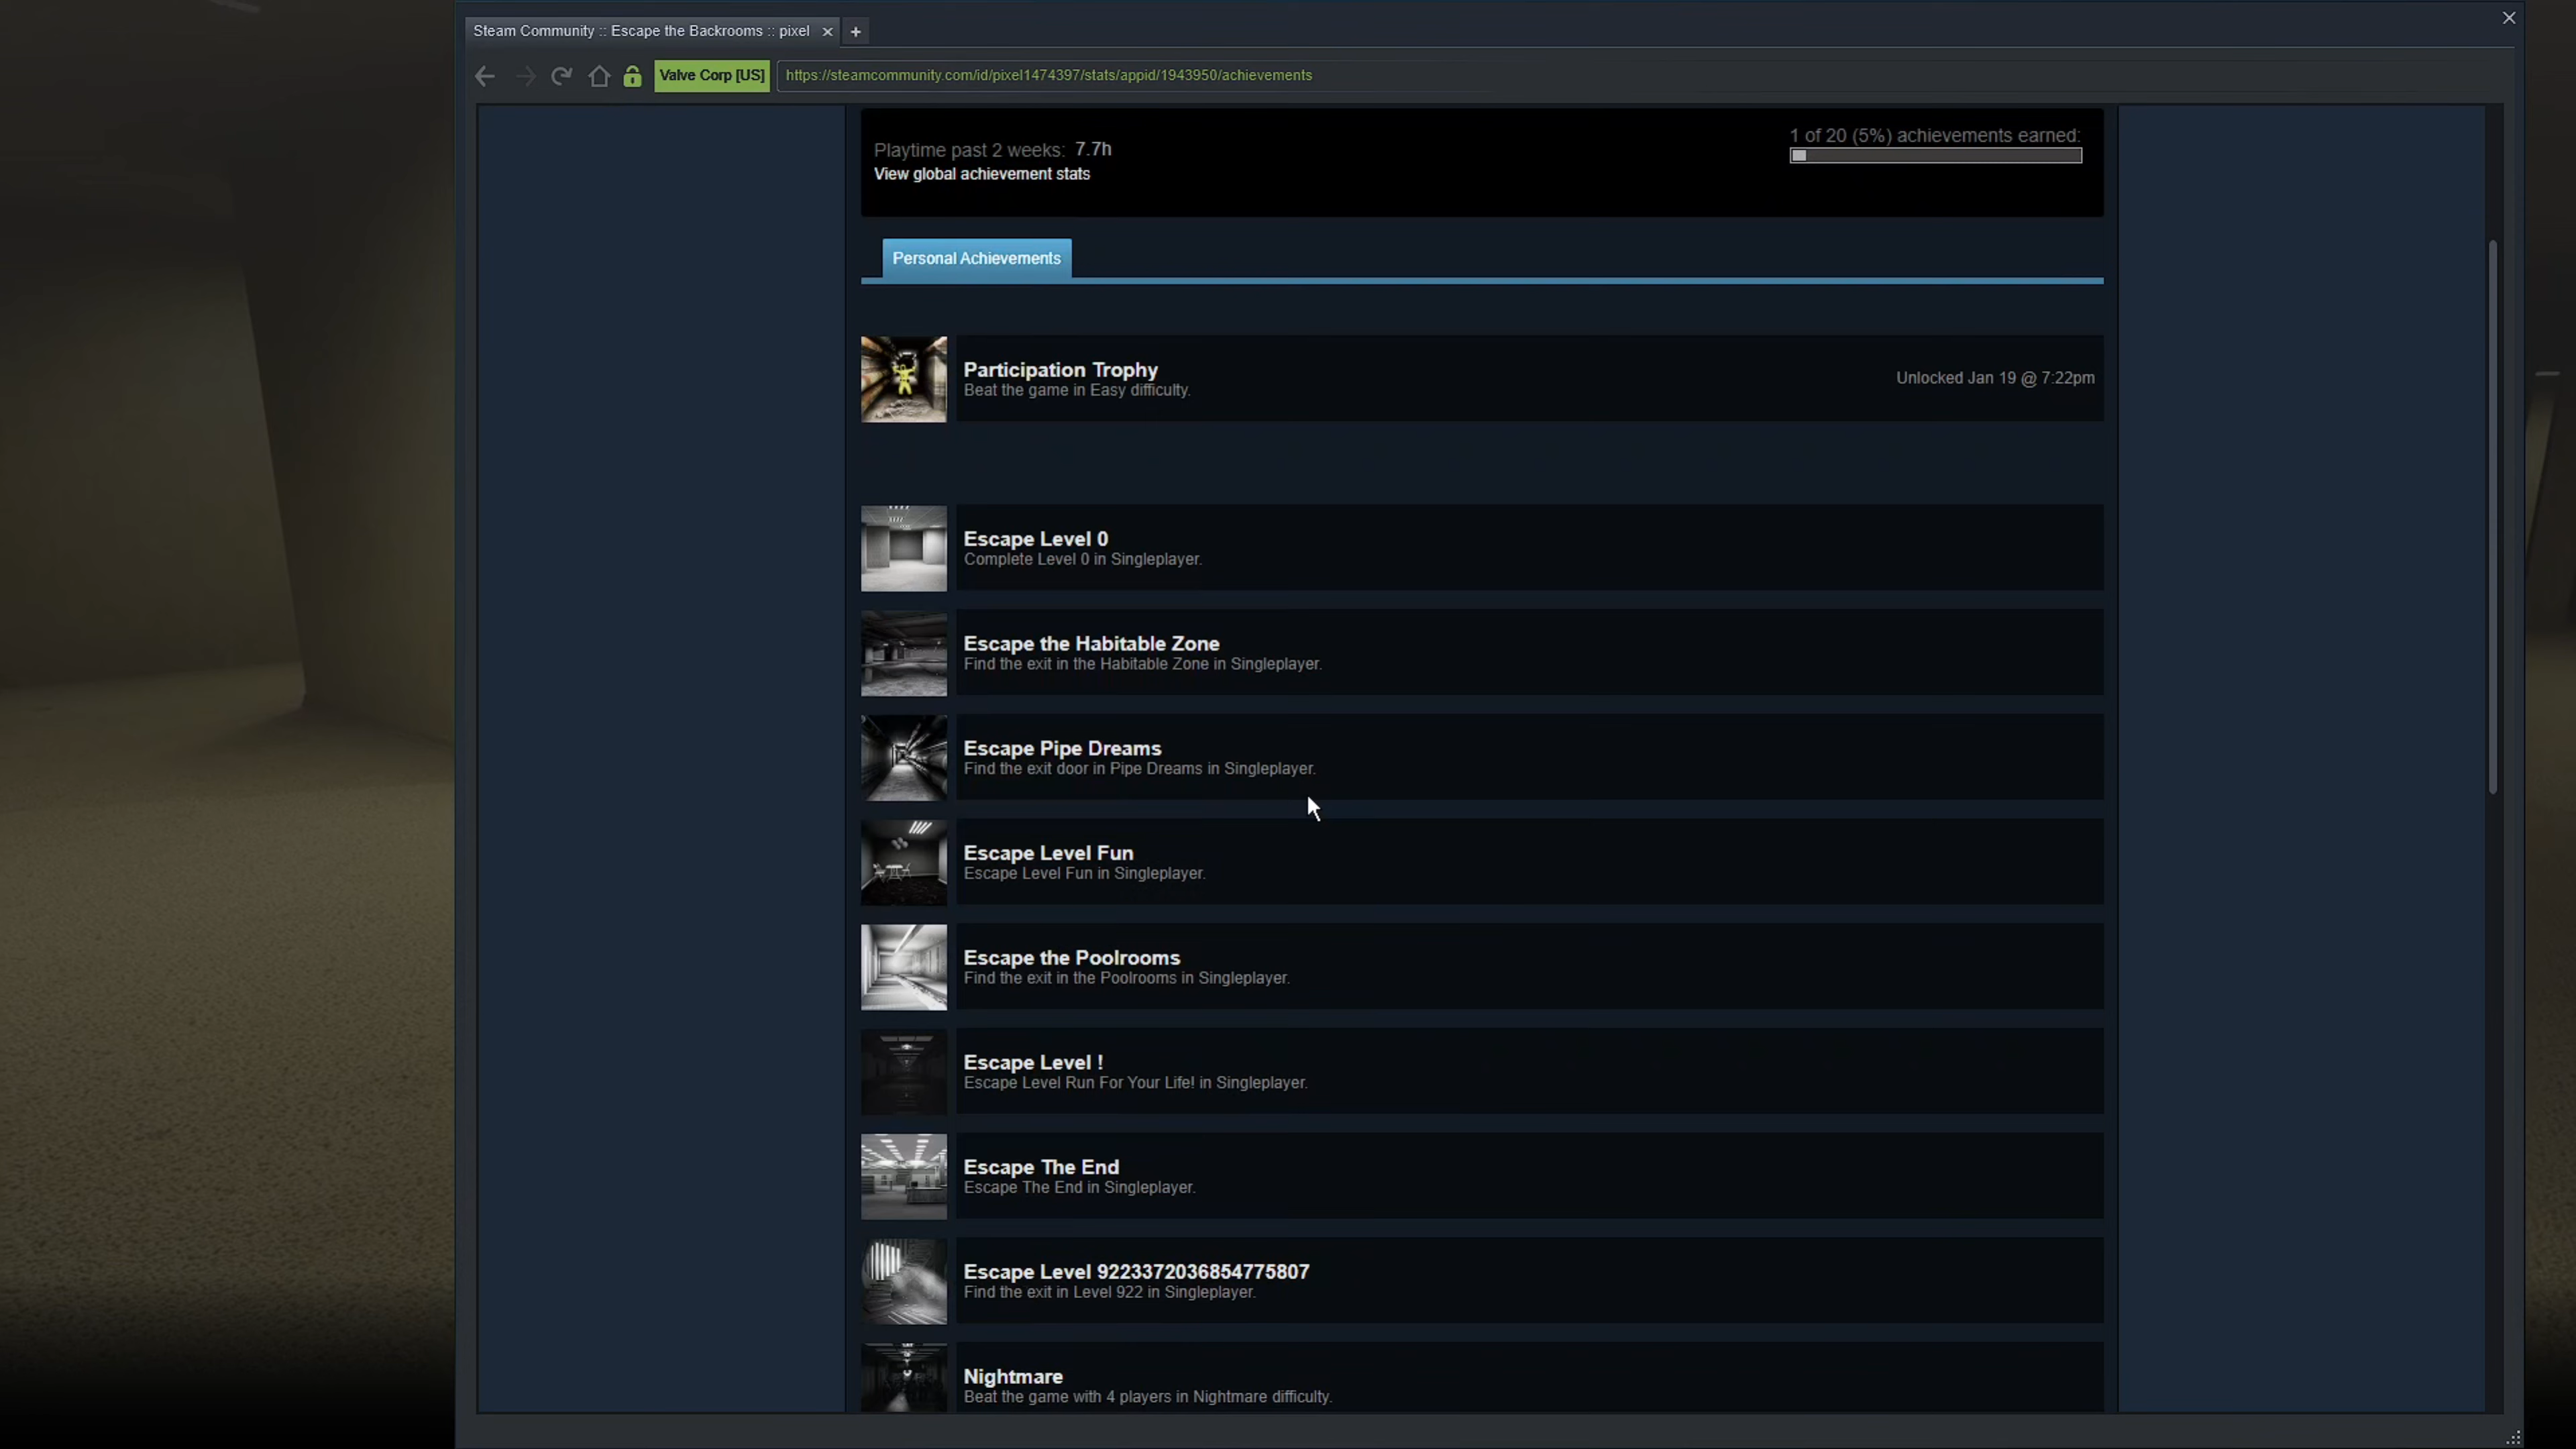 Steam Community :: Escape the Backrooms :: pixel
Valve Corp [US] https://steamcommunity.com/id/pixel1474397/stats/appid/1943950/achievements
Playtime past 2 weeks: 7.7h
View global achievement stats
1 of 20 (5%) achievements earned:
Personal Achievements
Participation Trophy
Beat the game in Easy difficulty.
Unlocked Jan 19 @ 7:22pm
Escape Level 0
Complete Level 0 in Singleplayer.
Escape the Habitable Zone
Find the exit in the Habitable Zone in Singleplayer.
Escape Pipe Dreams
Find the exit door in Pipe Dreams in Singleplayer.
Escape Level Fun
Escape Level Fun in Singleplayer.
Escape the Poolrooms
Find the exit in the Poolrooms in Singleplayer.
Escape Level !
Escape Level Run For Your Life! in Singleplayer.
Escape The End
Escape The End in Singleplayer.
Escape Level 9223372036854775807
Find the exit in Level 922 in Singleplayer.
Nightmare
Beat the game with 4 players in Nightmare difficulty.